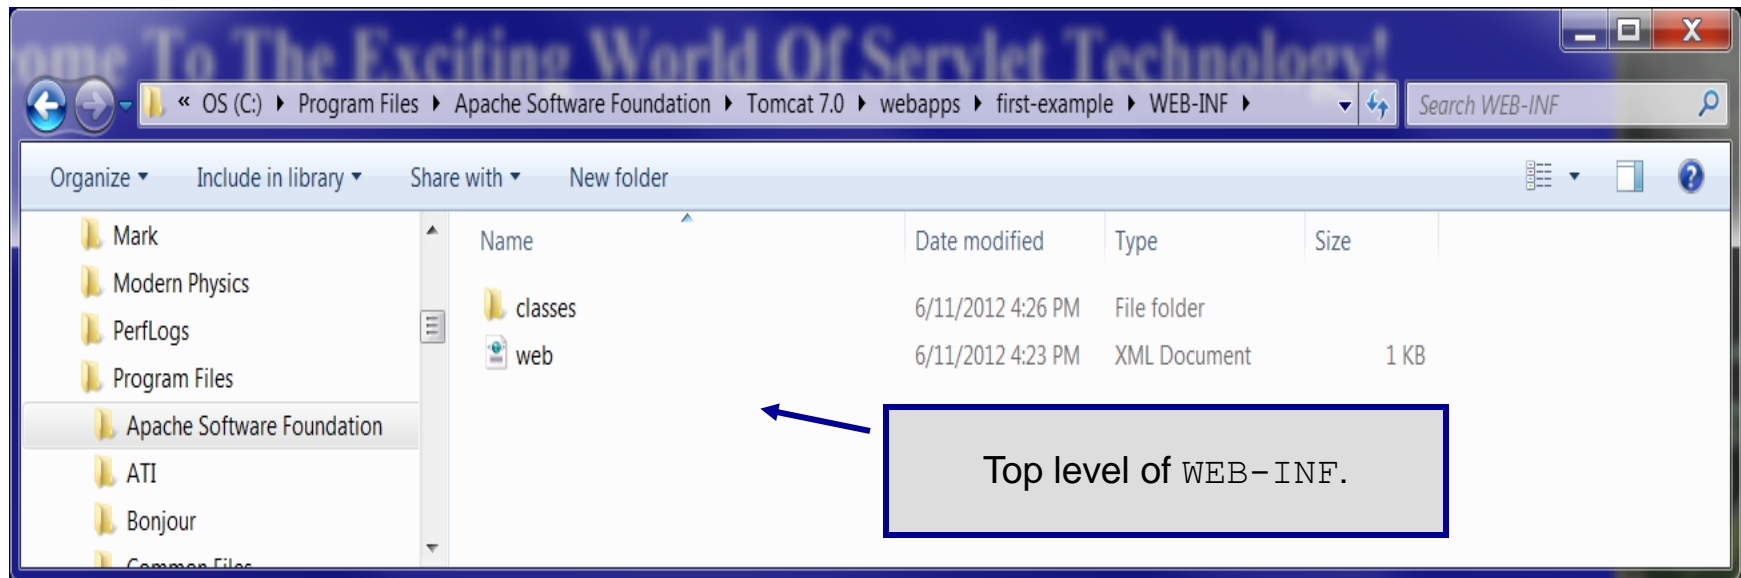 ome To The Exciting World Of Servlet Technology!
« OS (C:) Program Files Apache Software Foundation Tomcat 7.0 webapps first-example WEB-INF Search WEB-INF
Organize Include in library Share with New folder
Mark
Modern Physics
PerfLogs
Program Files
Apache Software Foundation
ATI
Bonjour
Common Files
Name Date modified Type Size
classes 6/11/2012 4:26 PM File folder
web 6/11/2012 4:23 PM XML Document 1 KB
Top level of WEB-INF.